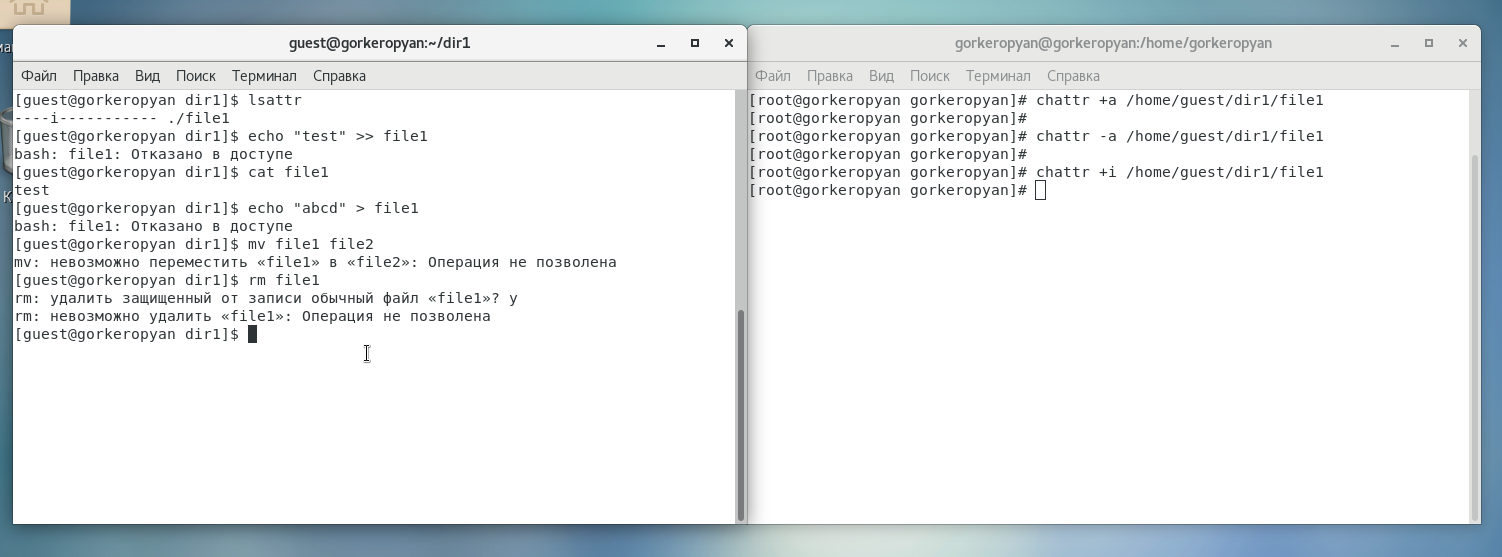 guest@gorkeropyan:~/dir1
Файл Правка Вид Поиск Терминал Справка
[guest@gorkeropyan dir1]$ lsattr
----i----------- ./file1
[guest@gorkeropyan dir1]$ echo "test" >> file1
bash: file1: Отказано в доступе
[guest@gorkeropyan dir1]$ cat file1
test
[guest@gorkeropyan dir1]$ echo "abcd" > file1
bash: file1: Отказано в доступе
[guest@gorkeropyan dir1]$ mv file1 file2
mv: невозможно переместить «file1» в «file2»: Операция не позволена
[guest@gorkeropyan dir1]$ rm file1
rm: удалить защищенный от записи обычный файл «file1»? y
rm: невозможно удалить «file1»: Операция не позволена
[guest@gorkeropyan dir1]$
gorkeropyan@gorkeropyan:/home/gorkeropyan
Файл Правка Вид Поиск Терминал Справка
[root@gorkeropyan gorkeropyan]# chattr +a /home/guest/dir1/file1
[root@gorkeropyan gorkeropyan]#
[root@gorkeropyan gorkeropyan]# chattr -a /home/guest/dir1/file1
[root@gorkeropyan gorkeropyan]#
[root@gorkeropyan gorkeropyan]# chattr +i /home/guest/dir1/file1
[root@gorkeropyan gorkeropyan]#